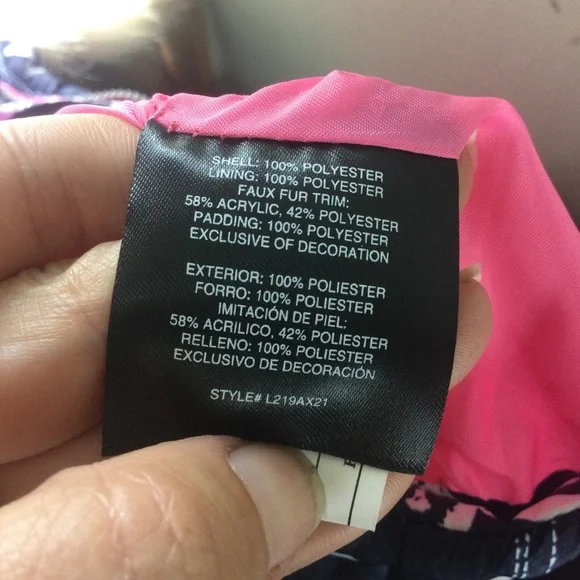 SHELL: 100% POLYESTER
LINING: 100% POLYESTER
FAUX FUR TRIM:
58% ACRYLIC, 42% POLYESTER
PADDING: 100% POLYESTER
EXCLUSIVE OF DECORATION
EXTERIOR: 100% POLIESTER
FORRO: 100% POLIESTER
IMITACIÓN DE PIEL:
58% ACRILICO, 42% POLIESTER
RELLENO: 100% POLIESTER
EXCLUSIVO DE DECORACIÓN
STYLE# L219AX21